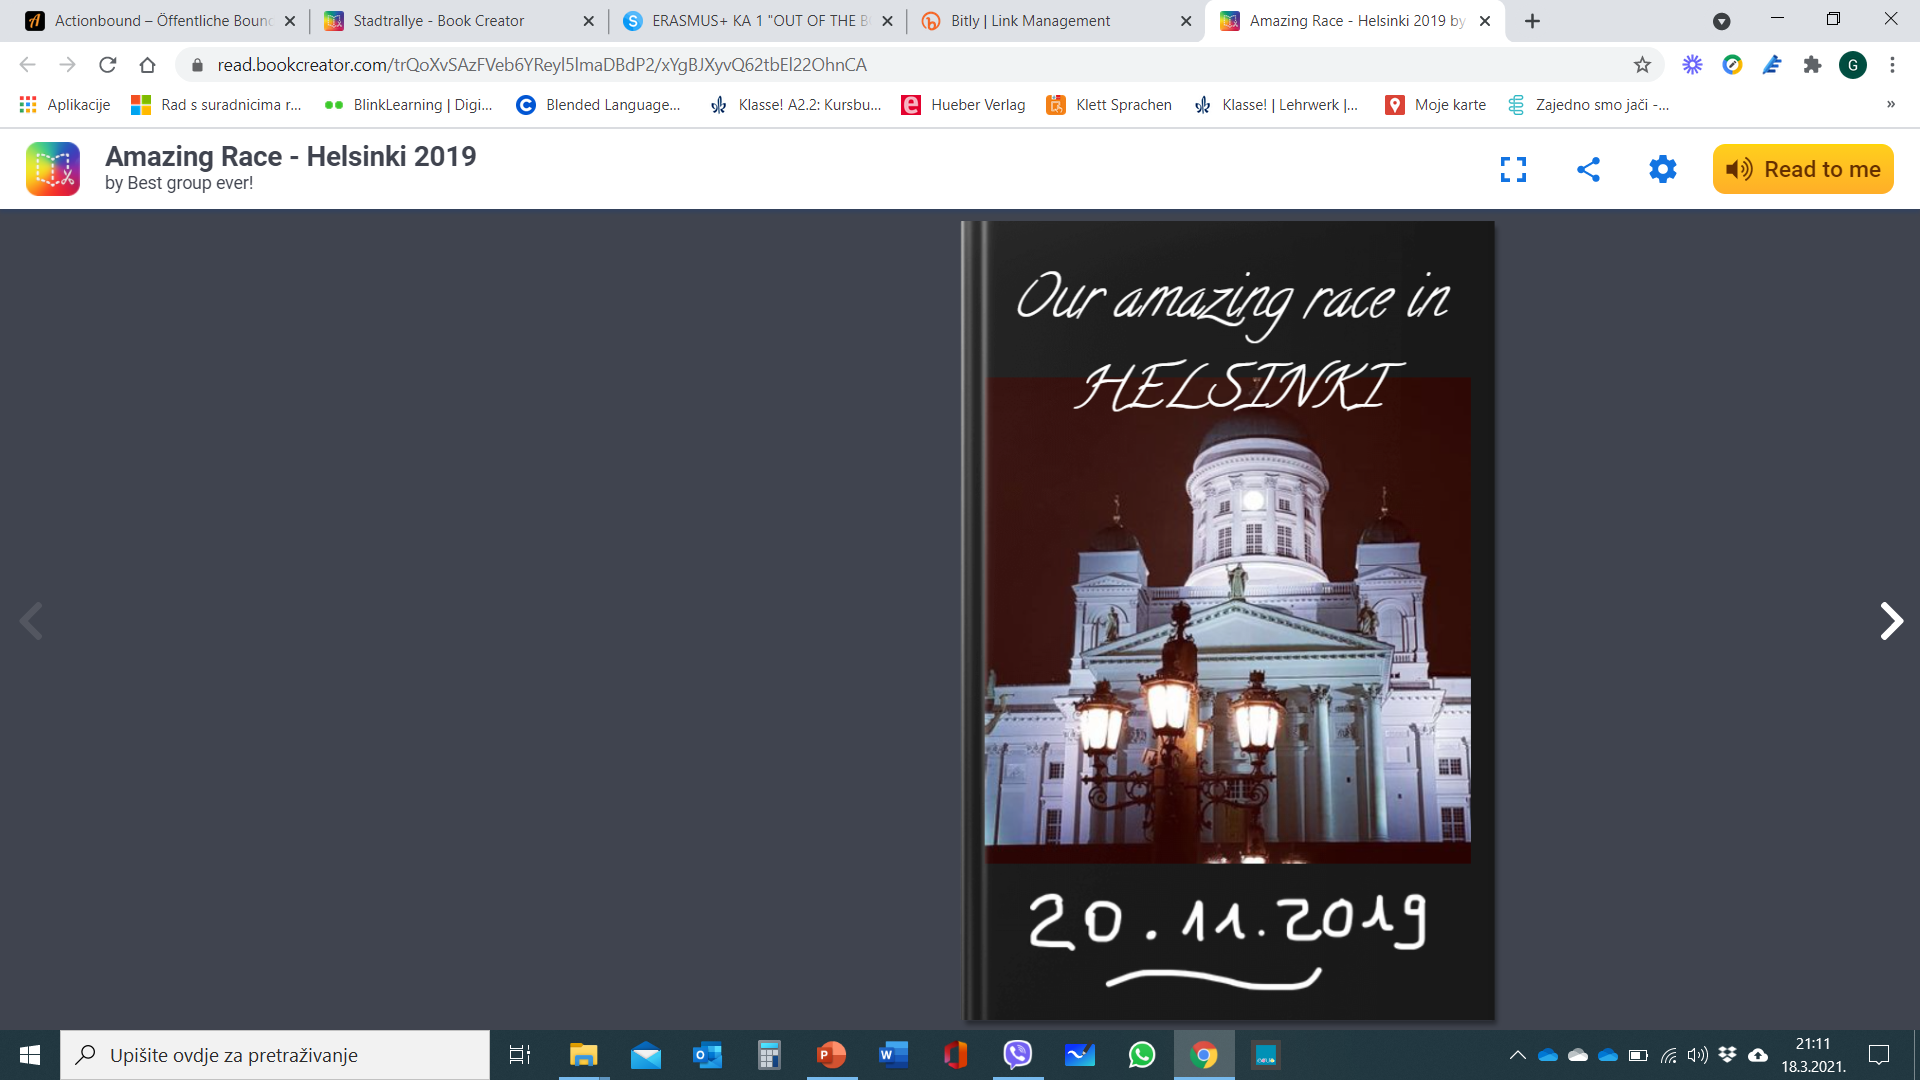 Actionbound – Öffentliche Bound
Stadtrallye - Book Creator
ERASMUS+ KA 1 "OUT OF THE B
Bitly | Link Management
Amazing Race - Helsinki 2019 by
read.bookcreator.com/trQoXvSAzFVeb6YReyl5lmaDBdP2/xYgBJXyvQ62tbEl22OhnCA
G
Aplikacije
Rad s suradnicima r...
BlinkLearning | Digi...
Blended Language...
Klasse! A2.2: Kursbu...
Hueber Verlag
Klett Sprachen
Klasse! | Lehrwerk |...
Moje karte
Zajedno smo jači -...
»
Amazing Race - Helsinki 2019
by Best group ever!
Read to me
Our amazing race in
HELSINKI
20.11.2019
Upišite ovdje za pretraživanje
21:11
18.3.2021.